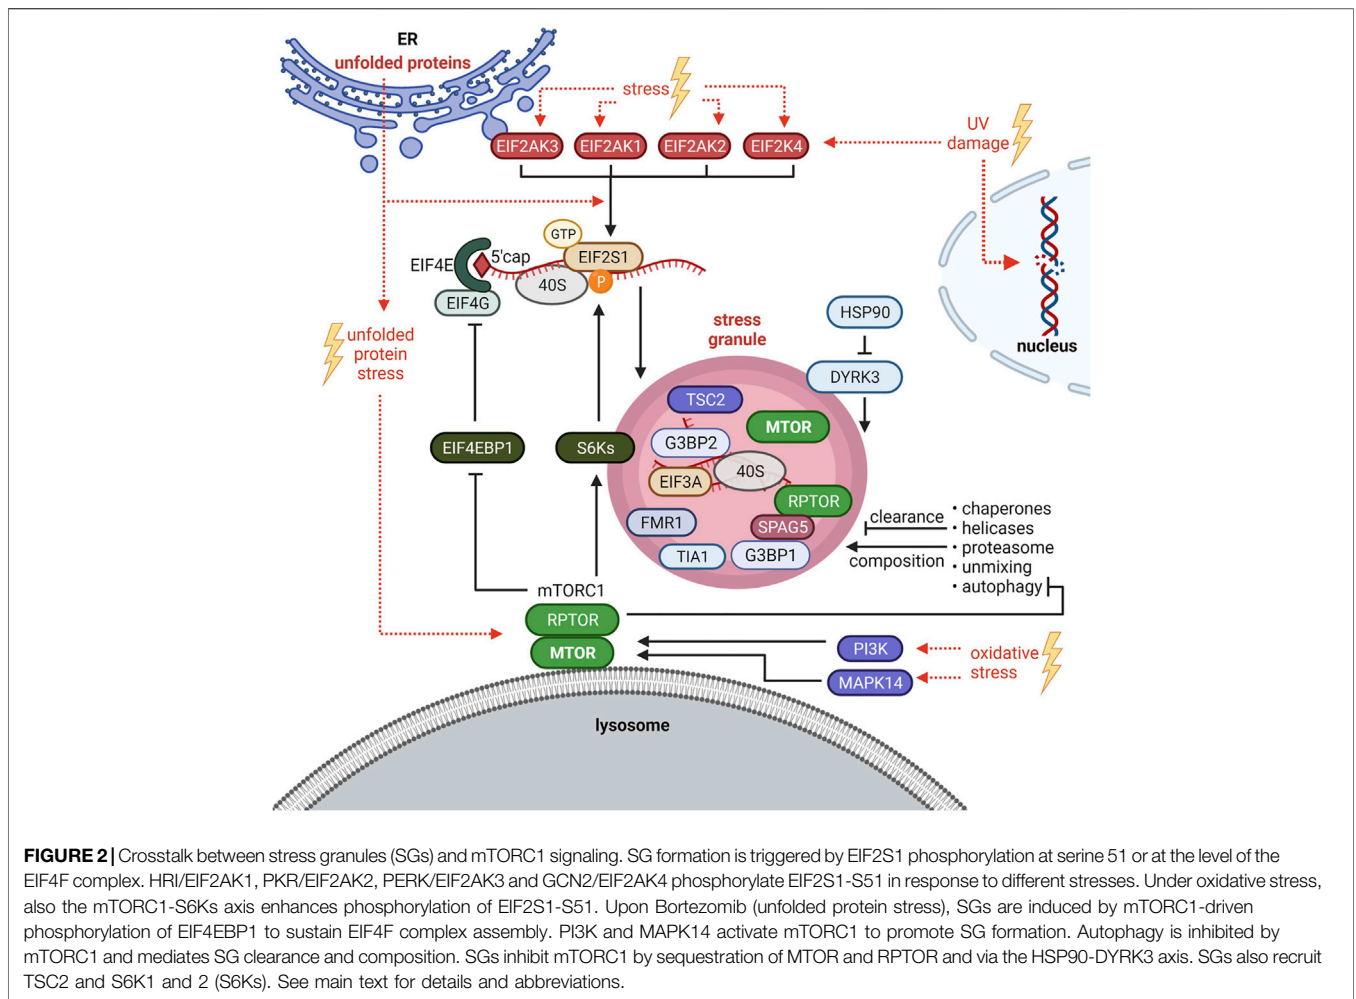 ER
unfolded proteins
stress
EIF2AK3
EIF2AK1
EIF2AK2
EIF2K4
UV
damage
GTP
EIF4E
5'cap
EIF2S1
40S
P
EIF4G
HSP90
nucleus
stress
granule
unfolded
protein
stress
DYRK3
TSC2
MTOR
G3BP2
EIF4EBP1
S6Ks
40S
EIF3A
RPTOR
FMR1
SPAG5
TIA1
G3BP1
clearance
composition
• chaperones
• helicases
• proteasome
• unmixing
• autophagy
mTORC1
RPTOR
MTOR
PI3K
MAPK14
oxidative
stress
lysosome
FIGURE 2 | Crosstalk between stress granules (SGs) and mTORC1 signaling. SG formation is triggered by EIF2S1 phosphorylation at serine 51 or at the level of the
EIF4F complex. HRI/EIF2AK1, PKR/EIF2AK2, PERK/EIF2AK3 and GCN2/EIF2AK4 phosphorylate EIF2S1-S51 in response to different stresses. Under oxidative stress,
also the mTORC1-S6Ks axis enhances phosphorylation of EIF2S1-S51. Upon Bortezomib (unfolded protein stress), SGs are induced by mTORC1-driven
phosphorylation of EIF4EBP1 to sustain EIF4F complex assembly. PI3K and MAPK14 activate mTORC1 to promote SG formation. Autophagy is inhibited by
mTORC1 and mediates SG clearance and composition. SGs inhibit mTORC1 by sequestration of MTOR and RPTOR and via the HSP90-DYRK3 axis. SGs also recruit
TSC2 and S6K1 and 2 (S6Ks). See main text for details and abbreviations.